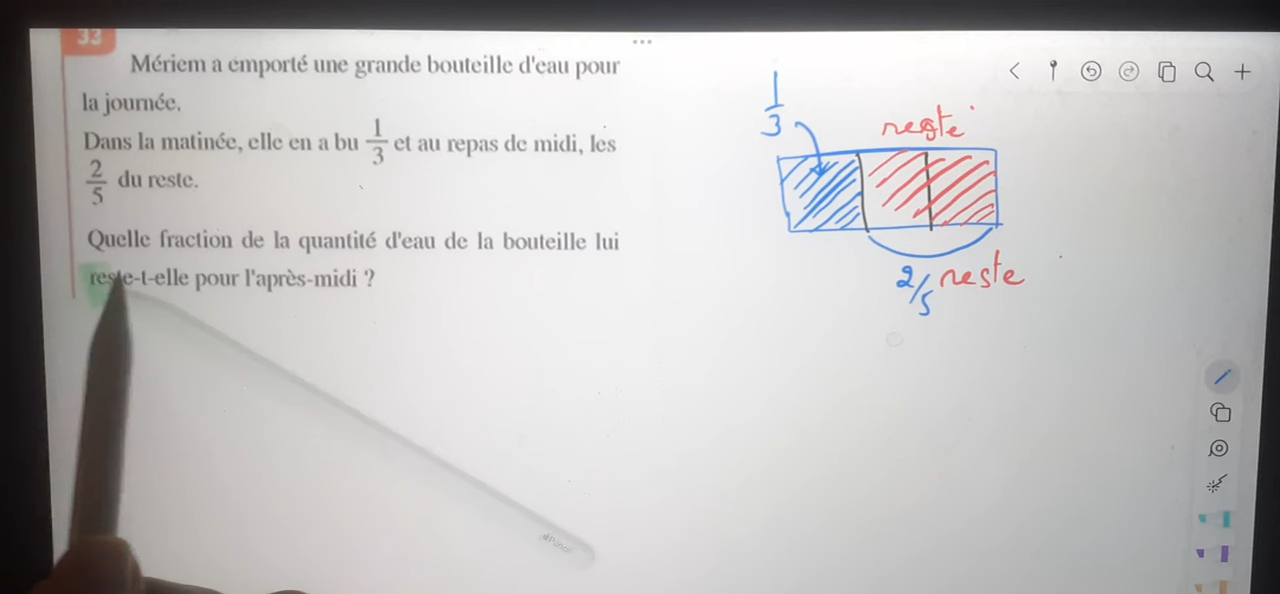 33
Mériem a emporté une grande bouteille d'eau pour
la journée.
Dans la matinée, elle en a bu 1/3 et au repas de midi, les
2/5 du reste.
Quelle fraction de la quantité d'eau de la bouteille lui
reste-t-elle pour l'après-midi ?
1/3
reste
2/5 reste